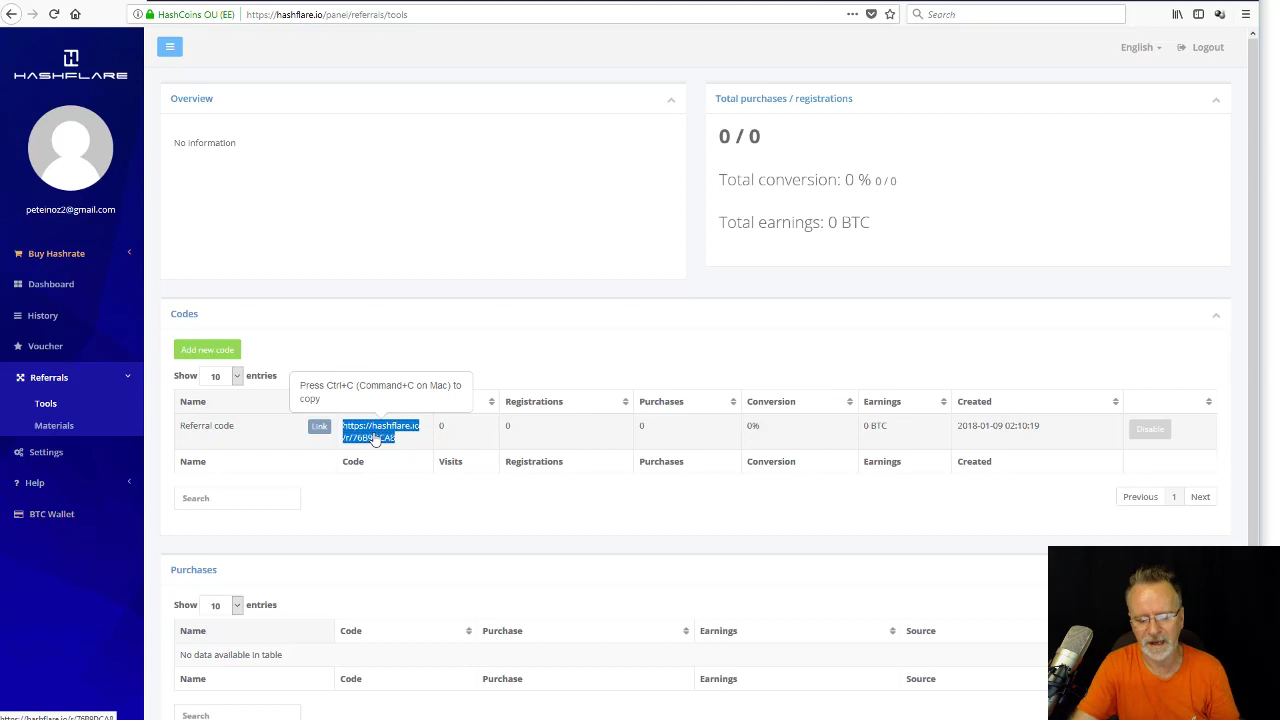 HashCoins OU (EE)
https://hashflare.io/panel/referrals/tools
Search
HASHFLARE
English
Logout
peteinoz2@gmail.com
Buy Hashrate
Dashboard
History
Voucher
Referrals
Tools
Materials
Settings
? Help
BTC Wallet
Overview
No information
Total purchases / registrations
0 / 0
Total conversion: 0 % 0 / 0
Total earnings: 0 BTC
Codes
Add new code
Show 10 entries
Press Ctrl+C (Command+C on Mac) to
copy
Name Registrations Purchases Conversion Earnings Created
Referral code Link https://hashflare.io 0 0 0 0% 0 BTC 2018-01-09 02:10:19 Disable
Name Code Visits Registrations Purchases Conversion Earnings Created
Search
Previous 1 Next
Purchases
Show 10 entries
Name Code Purchase Earnings Source
No data available in table
Name Code Purchase Earnings Source
Search
https://hashflare.io/r/76B9DCA8